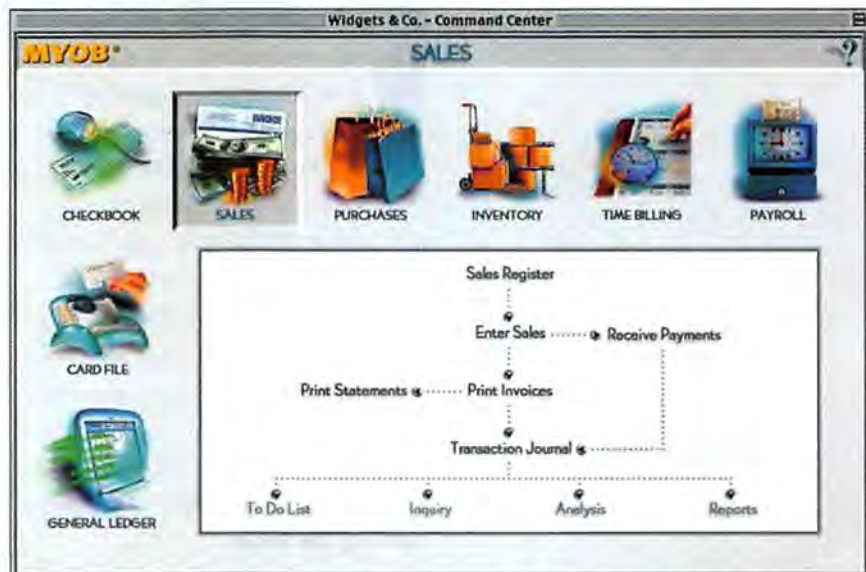 Widgets & Co. - Command Center
MYOB
SALES
?
CHECKBOOK
SALES
PURCHASES
INVENTORY
TIME BILLING
PAYROLL
CARD FILE
GENERAL LEDGER
Sales Register
Enter Sales
Receive Payments
Print Statements
Print Invoices
Transaction Journal
To Do List
Inquiry
Analysis
Reports